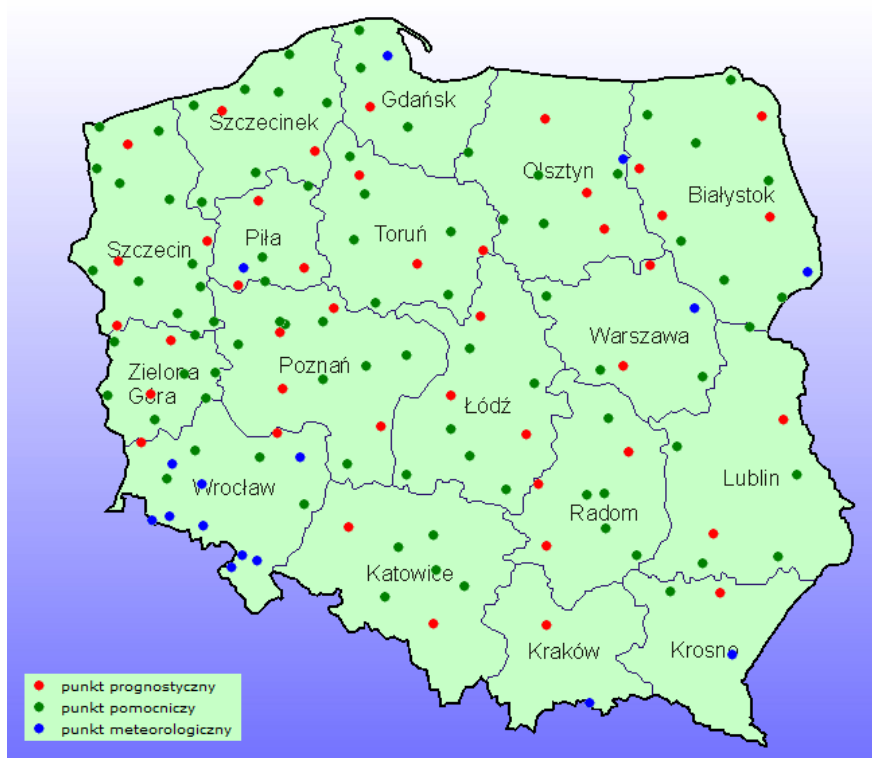 Gdańsk
Szczecinek
Olsztyn
Białystok
Toruń
Piła
Szczecin
Warszawa
Poznań
Zielona
Góra
Łódź
Lublin
Wrocław
Radom
Katowice
Kraków
Krosno
punkt prognostyczny
punkt pomocniczy
punkt meteorologiczny